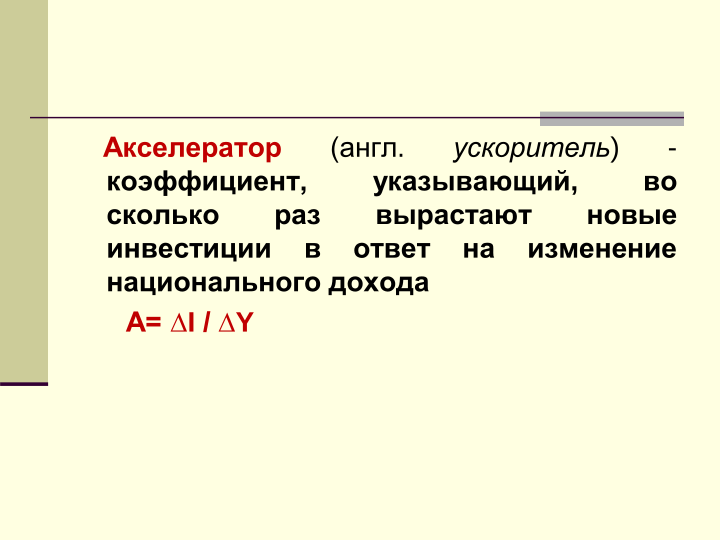 Акселератор (англ. ускоритель) -
коэффициент, указывающий, во
сколько раз вырастают новые
инвестиции в ответ на изменение
национального дохода
А= ∆I / ∆Y